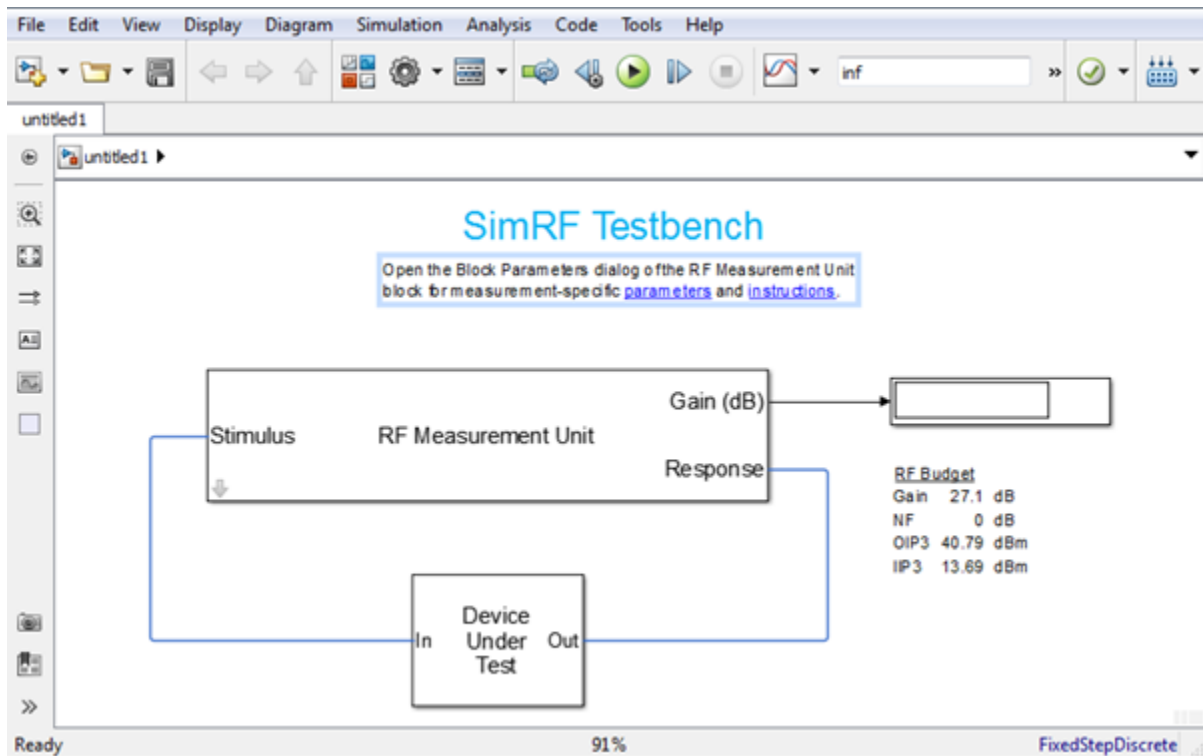 File Edit View Display Diagram Simulation Analysis Code Tools Help
inf
untitled1
untitled1
SimRF Testbench
Open the Block Parameters dialog of the RF Measurement Unit
block for measurement-specific parameters and instructions.
Gain (dB)
Stimulus RF Measurement Unit
Response
RF Budget
Gain 27.1 dB
NF 0 dB
OIP3 40.79 dBm
IIP3 13.69 dBm
Device
In Under Out
Test
Ready 91% FixedStepDiscrete